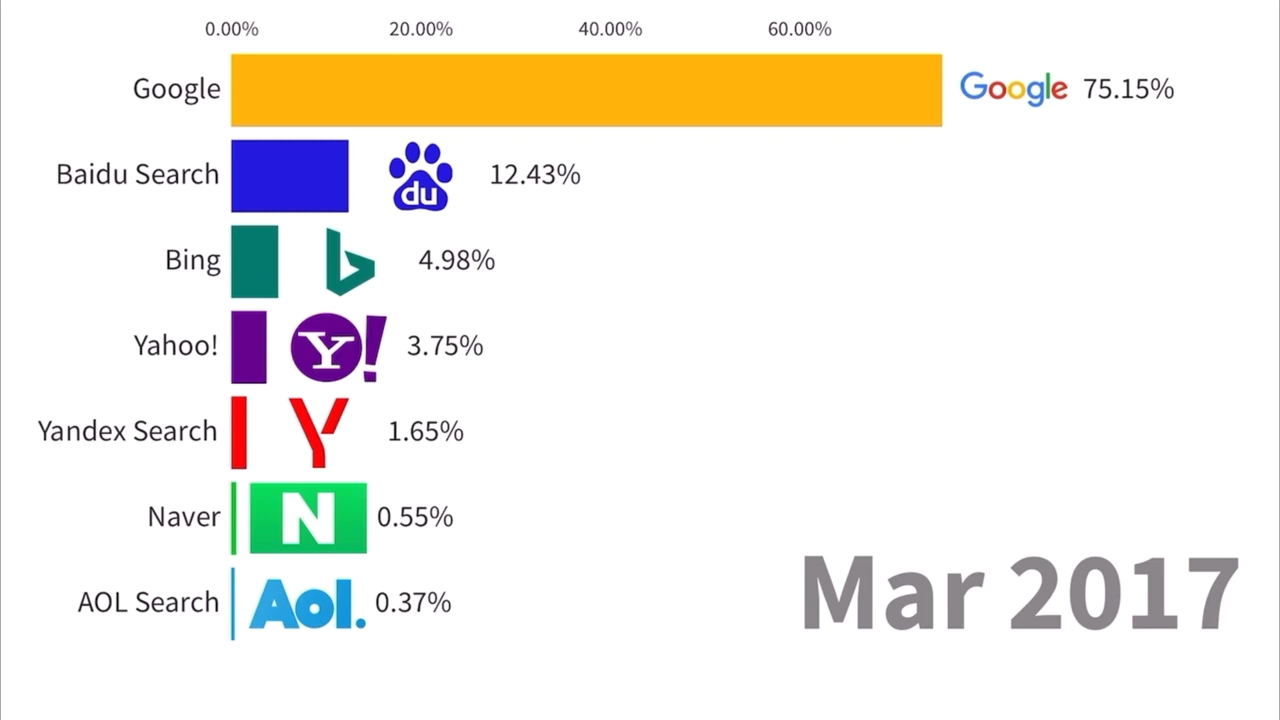 0.00% 20.00% 40.00% 60.00%
Google Google 75.15%
Baidu Search du 12.43%
Bing b 4.98%
Yahoo! Y! 3.75%
Yandex Search Y 1.65%
Naver N 0.55%
AOL Search Aol. 0.37%
Mar 2017